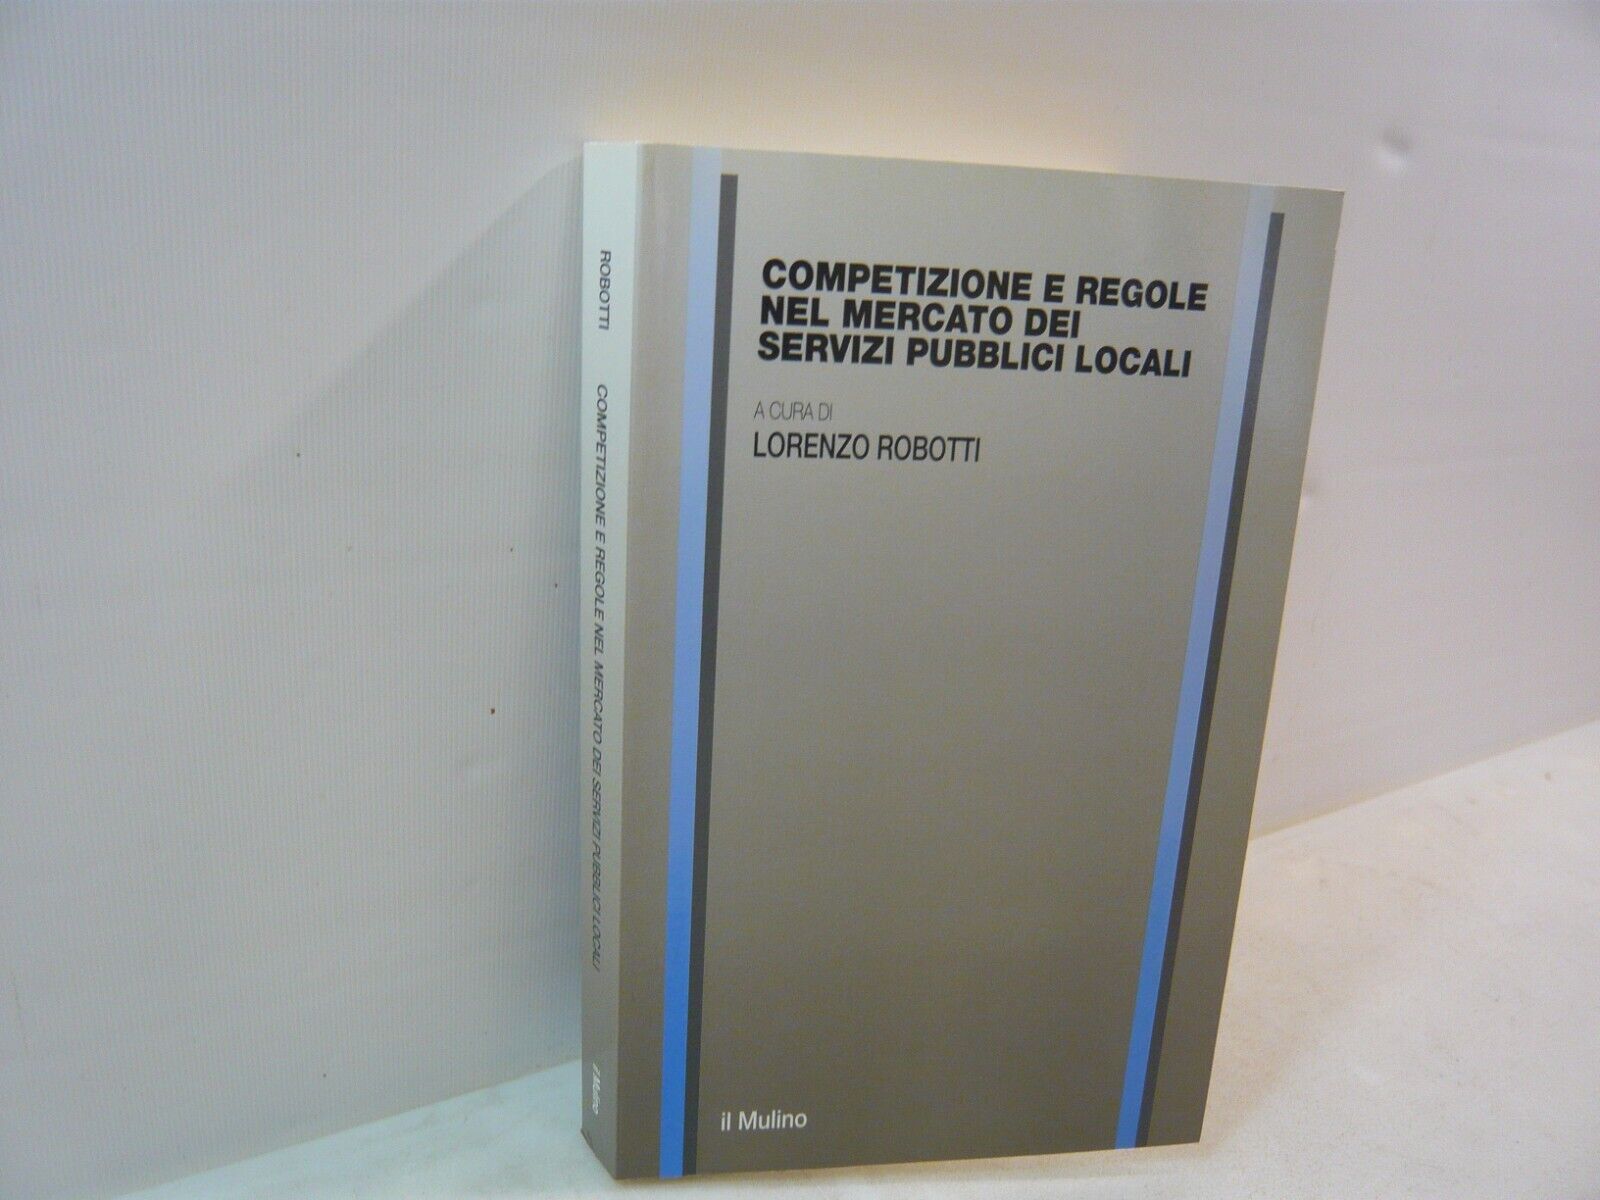 ROBOTTI COMPETIZIONE E REGOLE NEL MERCATO DEI SERVIZI PUBBLICI LOCALI il Mulino
COMPETIZIONE E REGOLE
NEL MERCATO DEI
SERVIZI PUBBLICI LOCALI
A CURA DI
LORENZO ROBOTTI
il Mulino